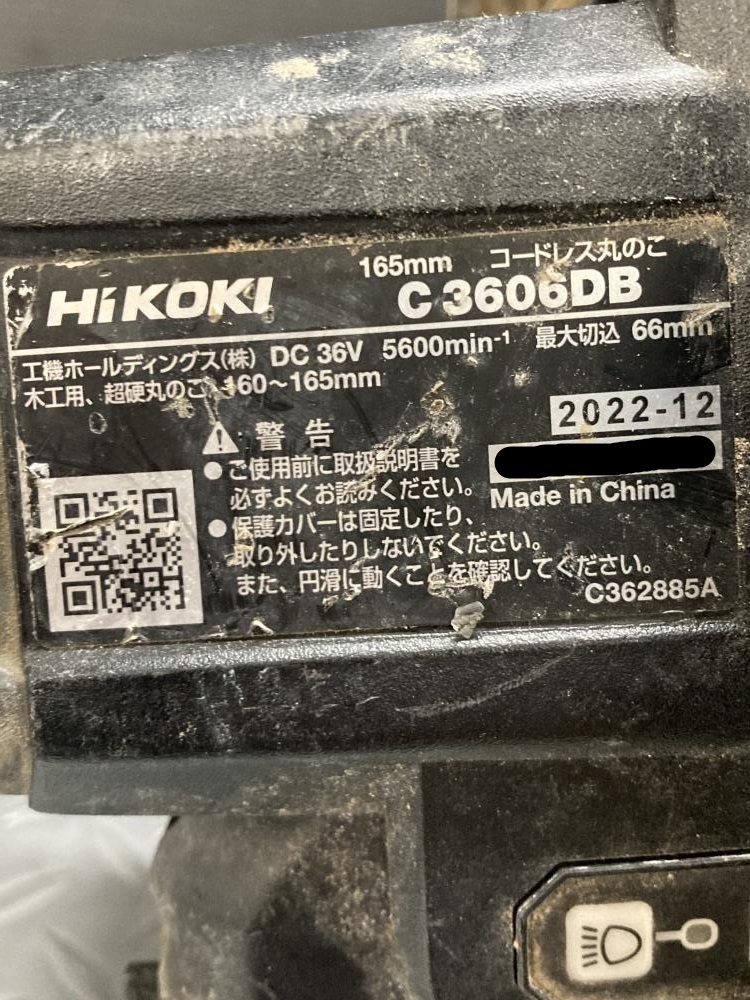 165mm コードレス丸のこ
HiKOKI C 3606DB
工機ホールディングス(株) DC 36V 5600min⁻¹ 最大切込 66mm
木工用、超硬丸のこ 160～165mm
2022-12
警告
●ご使用前に取扱説明書を
必ずよくお読みください。
Made in China
●保護カバーは固定したり、
取り外したりしないでください。
また、円滑に動くことを確認してください。
C362885A